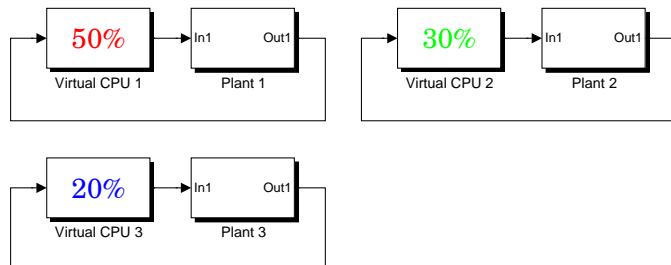 50%
In1
Out1
Virtual CPU 1
Plant 1
30%
In1
Out1
Virtual CPU 2
Plant 2
20%
In1
Out1
Virtual CPU 3
Plant 3